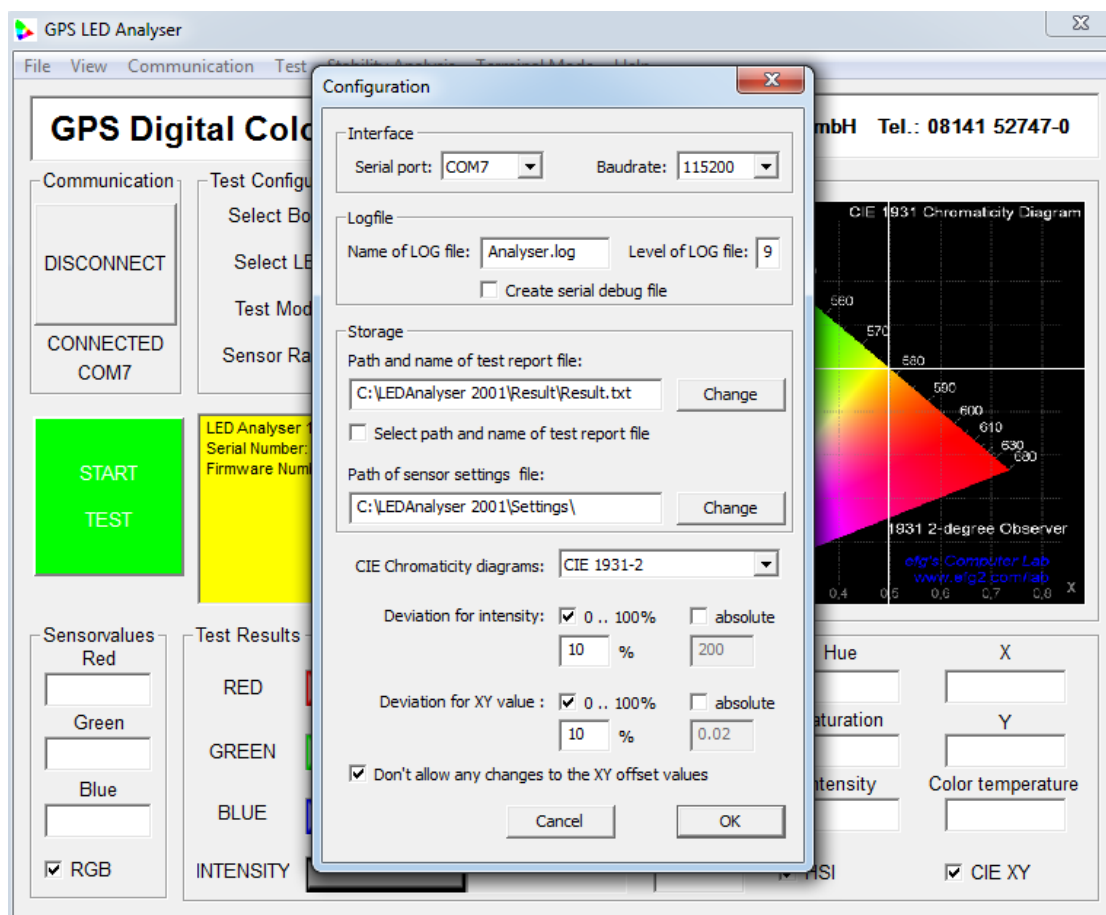 GPS LED Analyser
File View Communication Test
Configuration
GPS Digital
mbH Tel.: 08141 52747-0
Communication
DISCONNECT
CONNECTED
COM7
Test
Select
Select
Test
Sensor
START
TEST
LED Analyser
Serial Number:
Firmware
Interface
Serial port: COM7 Baudrate: 115200
Logfile
Name of LOG file: Analyser.log Level of LOG file: 9
Create serial debug file
Storage
Path and name of test report file:
C:\LEDAnalyser 2001\Result\Result.txt Change
Select path and name of test report file
Path of sensor settings file:
C:\LEDAnalyser 2001\Settings\ Change
CIE Chromaticity diagrams: CIE 1931-2
Deviation for intensity: 0 .. 100% absolute
10 % 200
Deviation for XY value : 0 .. 100% absolute
10 % 0.02
Don't allow any changes to the XY offset values
Cancel OK
CIE 1931 Chromaticity Diagram
560
570
580
590
600
610
630
680
1931 2-degree Observer
efg's Computer Lab
www.efg2.com/lab
0,4 0,5 0,6 0,7 0,8 X
Sensorvalues
Red
Green
Blue
RGB
Test Results
RED
GREEN
BLUE
INTENSITY
Hue X
aturation Y
ntensity Color temperature
HSI CIE XY